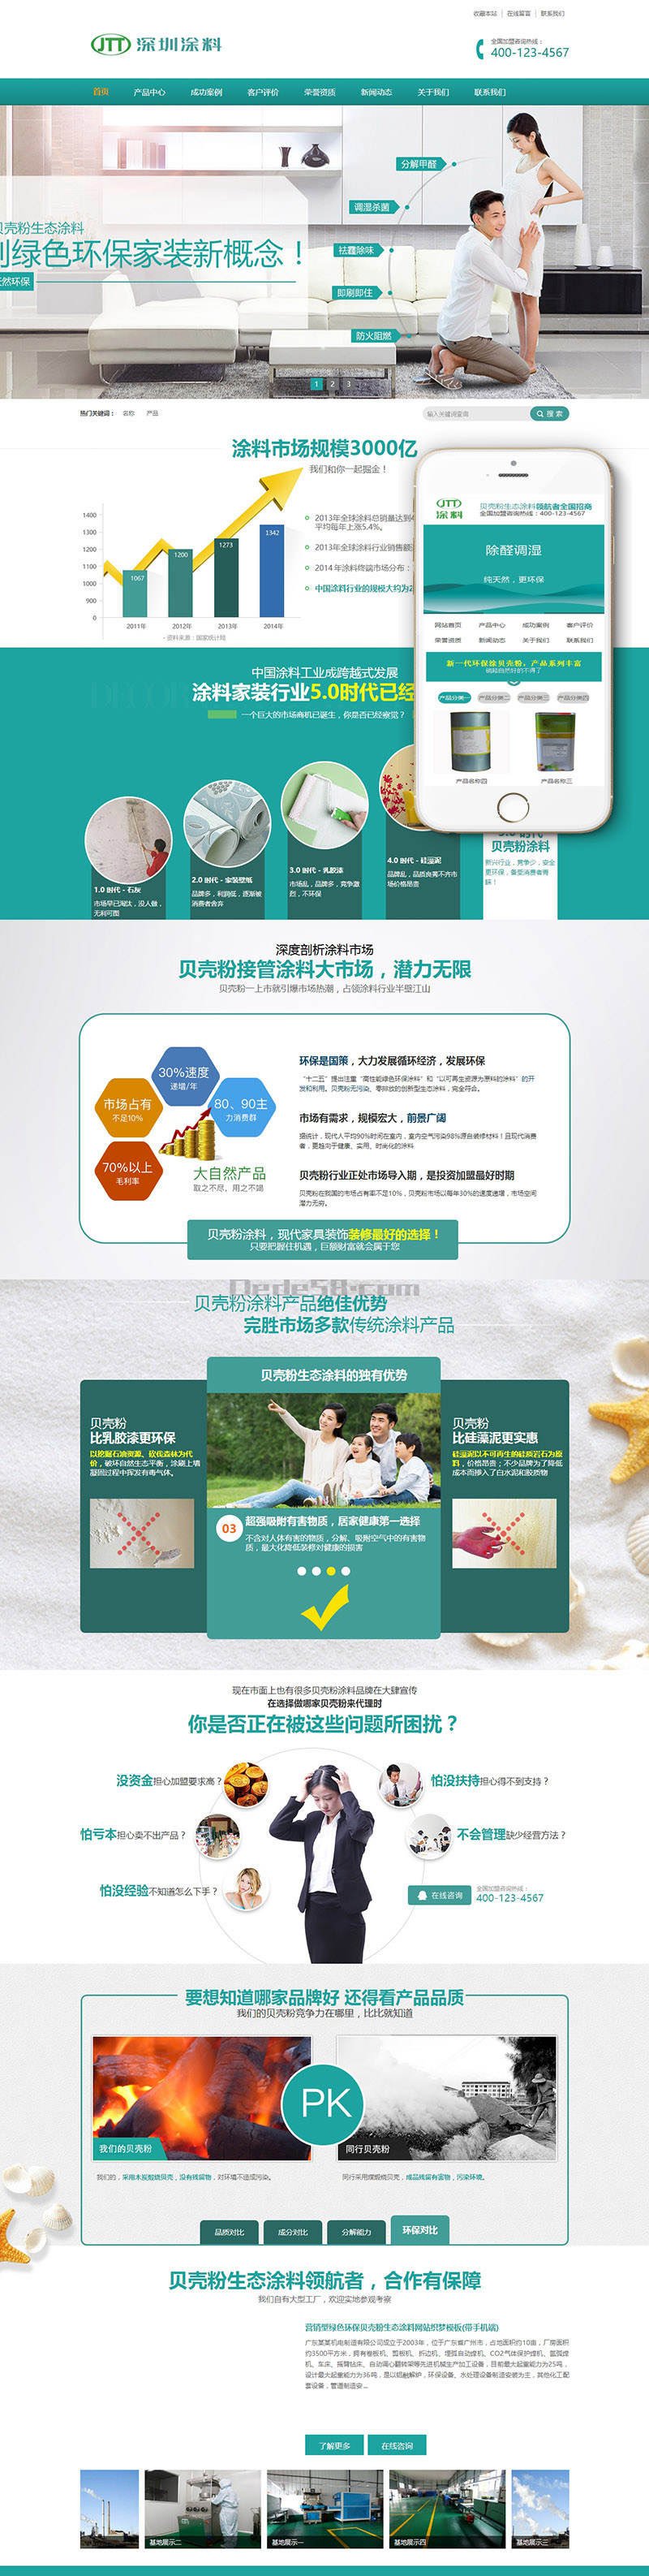 收藏本站 | 在线留言 | 联系我们
JTT 深圳涂料
全国加盟咨询热线：
400-123-4567
首页 产品中心 成功案例 客户评价 荣誉资质 新闻动态 关于我们 联系我们
分解甲醛
调湿杀菌
祛霾除味
即刷即住
防火阻燃
贝壳粉生态涂料
绿色环保家装新概念！
然环保
1 2 3
热门关键词： 名称 产品
输入关键词查询 搜索
涂料市场规模3000亿
我们和你一起掘金！
1400
1300
1200
1100
1000
900
0
1067
1200
1273
1342
2011年 2012年 2013年 2014年
- 资料来源：国家统计局
2013年全球涂料总销量达到4
平均每年上涨5.4%。
2013年全球涂料行业销售额
2014年涂料终端市场分布：
中国涂料行业的规模大约为2
JTT
涂料
贝壳粉生态涂料领航者全国招商
全国加盟咨询热线：400-123-4567
除醛调湿
纯天然，更环保
网站首页 产品中心 成功案例 客户评价
荣誉资质 新闻动态 关于我们 联系我们
新一代环保徐贝壳粉，产品系列丰富
产品分类一 产品分类二 产品分类三 产品分类四
产品名称四 产品名称三
中国涂料工业成跨越式发展
涂料家装行业5.0时代已经
一个巨大的市场商机已诞生，你是否已经察觉？
1.0 时代 - 石灰
市场早已淘汰，没人做，
无利可图
2.0 时代 - 家装壁纸
品牌多，利润低，逐渐被
消费者舍弃
3.0 时代 - 乳胶漆
市场乱，品牌多，竞争激
烈，不环保
4.0 时代 - 硅藻泥
品牌乱，品质良莠不齐市
场价格昂贵
5.0 时代
贝壳粉涂料
新兴行业，竞争少，安全
更环保，备受消费者青
睐！
深度剖析涂料市场
贝壳粉接管涂料大市场，潜力无限
贝壳粉一上市就引爆市场热潮，占领涂料行业半壁江山
30%速度
递增/年
市场占有
不足10%
80、90主
力消费群
70%以上
毛利率
大自然产品
取之不尽，用之不竭
环保是国策，大力发展循环经济，发展环保
“十二五”提出注重“高性能绿色环保涂料”和“以可再生资源为原料的涂料”的开
发和利用。贝壳粉无污染、零释放的创新型生态涂料，完全符合。
市场有需求，规模宏大，前景广阔
据统计，现代人平均90%时间在室内，室内空气污染98%源自装修材料！且现代消费
者，更趋向于健康、实用、时尚化的涂料
贝壳粉行业正处市场导入期，是投资加盟最好时期
贝壳粉在我国的市场占有率不足10%，贝壳粉市场以每年30%的速度递增，市场空间
潜力无穷。
贝壳粉涂料，现代家具装饰装修最好的选择！
只要把握住机遇，巨额财富就会属于您
Dede58.com
贝壳粉涂料产品绝佳优势
完胜市场多款传统涂料产品
贝壳粉
比乳胶漆更环保
以挖掘石油资源、砍伐森林为代
价，破坏自然生态平衡，涂刷上墙
凝固过程中挥发有毒气体。
贝壳粉生态涂料的独有优势
03
超强吸附有害物质，居家健康第一选择
不含对人体有害的物质，分解、吸附空气中的有害物
质，最大化降低装修对健康的损害
贝壳粉
比硅藻泥更实惠
硅藻泥以不可再生的硅质岩石为原
料，价格昂贵；不少品牌为了降低
成本而掺入了白水泥和胶质物
现在市面上也有很多贝壳粉涂料品牌在大肆宣传
在选择做哪家贝壳粉来代理时
你是否正在被这些问题所困扰？
没资金担心加盟要求高？
怕亏本担心卖不出产品？
怕没经验不知道怎么下手？
怕没扶持担心得不到支持？
不会管理缺少经营方法？
在线咨询
全国加盟咨询热线：
400-123-4567
要想知道哪家品牌好 还得看产品品质
我们的贝壳粉竞争力在哪里，比比就知道
PK
我们的贝壳粉
同行贝壳粉
我们的，采用木炭煅烧贝壳，没有残留物，对环境不造成污染。
同行采用煤煅烧贝壳，成品残留有害物，污染环境。
品质对比 成分对比 分解能力 环保对比
贝壳粉生态涂料领航者，合作有保障
我们自有大型工厂，欢迎实地参观考察
营销型绿色环保贝壳粉生态涂料网站织梦模板(带手机端)
广东某某机电制造有限公司成立于2003年，位于广东省广州市，占地面积约10亩，厂房面积
约3500平方米，拥有卷板机、剪板机、折边机、埋弧自动焊机、CO2气体保护焊机、氩弧焊
机、车床、摇臂钻床、自动调心翻转架等先进机械生产加工设备，目前最大起重能力为25吨，
设计最大起重能力为36吨，是以铝融解炉，环保设备、水处理设备制造安装为主，其他化工配
套设备，管道制造安...
了解更多 在线咨询
基地展示二 基地展示一 基地展示四 基地展示三